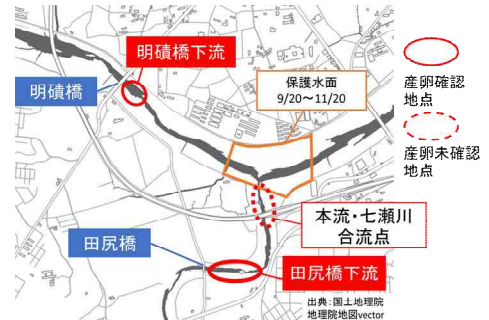 明磧橋下流
明磧橋
保護水面
9/20～11/20
産卵確認
地点
産卵未確認
地点
本流・七瀬川
合流点
田尻橋
田尻橋下流
出典：国土地理院
地理院地図vector